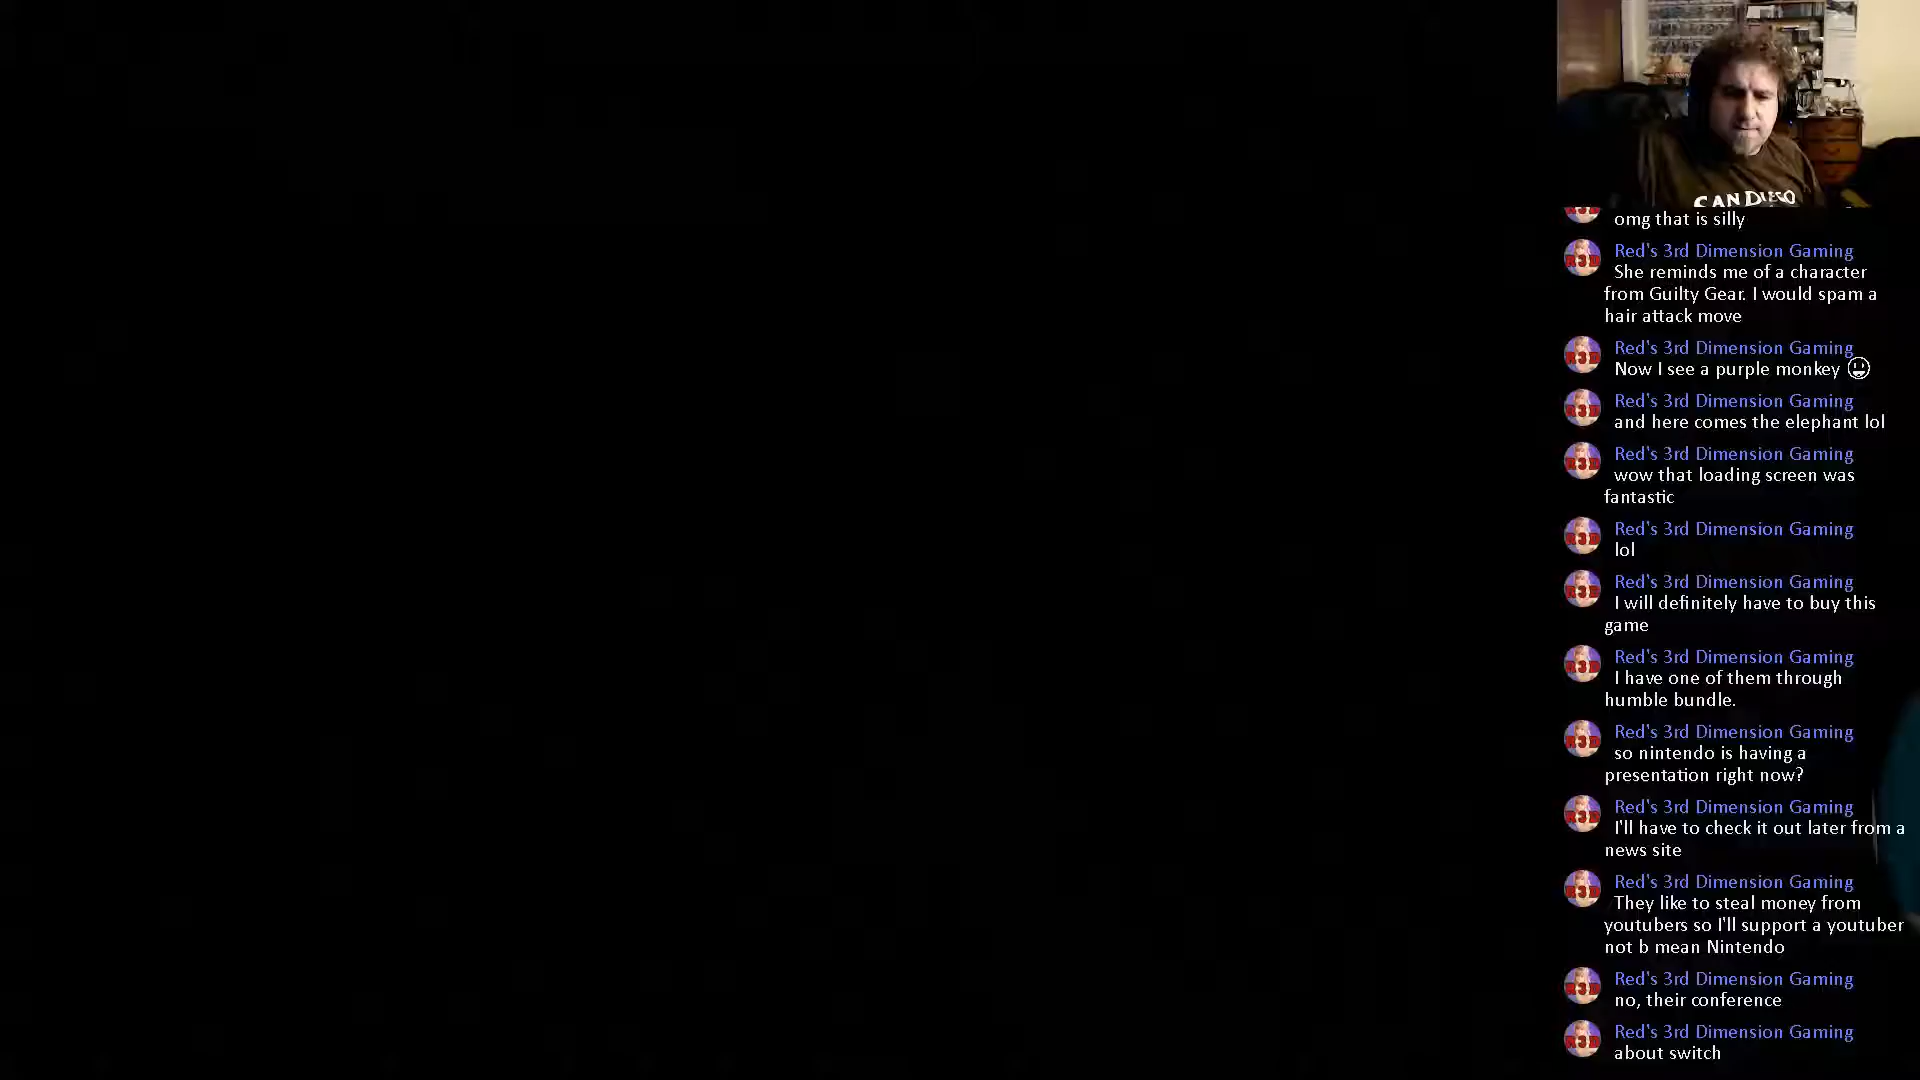 SAN DIEGO
omg that is silly
Red's 3rd Dimension Gaming
She reminds me of a character
from Guilty Gear. I would spam a
hair attack move
Red's 3rd Dimension Gaming
Now I see a purple monkey
Red's 3rd Dimension Gaming
and here comes the elephant lol
Red's 3rd Dimension Gaming
wow that loading screen was
fantastic
Red's 3rd Dimension Gaming
lol
Red's 3rd Dimension Gaming
I will definitely have to buy this
game
Red's 3rd Dimension Gaming
I have one of them through
humble bundle.
Red's 3rd Dimension Gaming
so nintendo is having a
presentation right now?
Red's 3rd Dimension Gaming
I'll have to check it out later from a
news site
Red's 3rd Dimension Gaming
They like to steal money from
youtubers so I'll support a youtuber
not b mean Nintendo
Red's 3rd Dimension Gaming
no, their conference
Red's 3rd Dimension Gaming
about switch